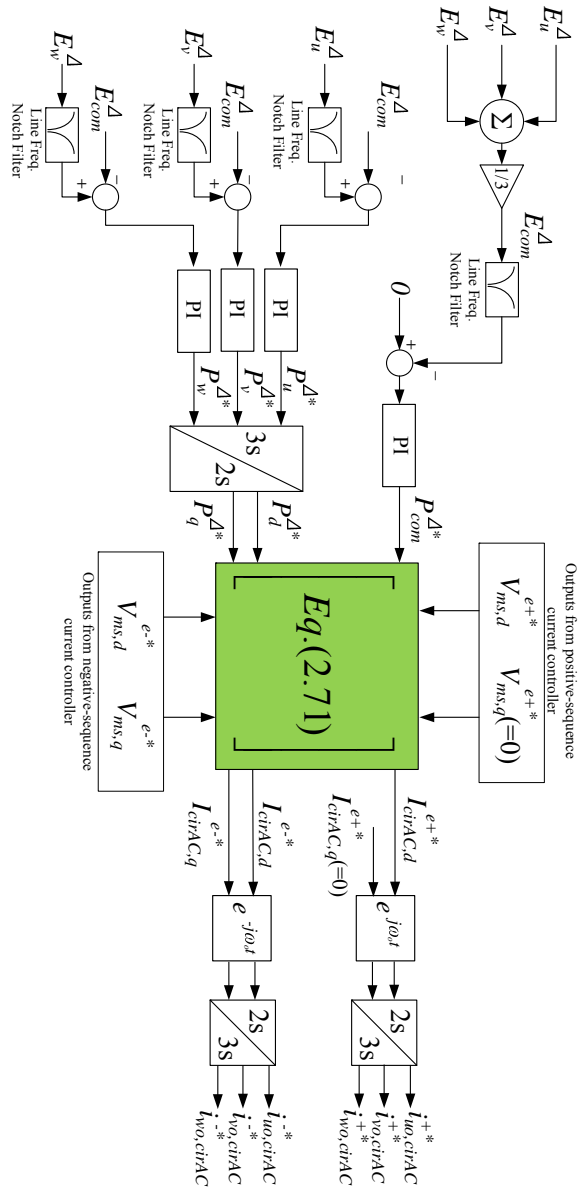 E_u^Δ
E_v^Δ
E_w^Δ
Σ
1/3
E_com^Δ
Line Freq.
Notch Filter
0
+
−
PI
P_com^Δ*
E_com^Δ
−
E_u^Δ
Line Freq.
Notch Filter
+
PI
P_u^Δ*
E_com^Δ
−
E_v^Δ
Line Freq.
Notch Filter
+
PI
P_v^Δ*
E_com^Δ
−
E_w^Δ
Line Freq.
Notch Filter
+
PI
P_w^Δ*
3s
2s
P_d^Δ*
P_q^Δ*
Outputs from positive-sequence
current controller
V_ms,d^e+*
V_ms,q^e+*(=0)
Eq.(2.71)
V_ms,d^e-*
V_ms,q^e-*
Outputs from negative-sequence
current controller
I_cirAC,d^e+*
I_cirAC,q^e+*(=0)
e^jω_o t
2s
3s
i_uo,cirAC^+*
i_vo,cirAC^+*
i_wo,cirAC^+*
I_cirAC,d^e-*
I_cirAC,q^e-*
e^-jω_o t
2s
3s
i_uo,cirAC^-*
i_vo,cirAC^-*
i_wo,cirAC^-*